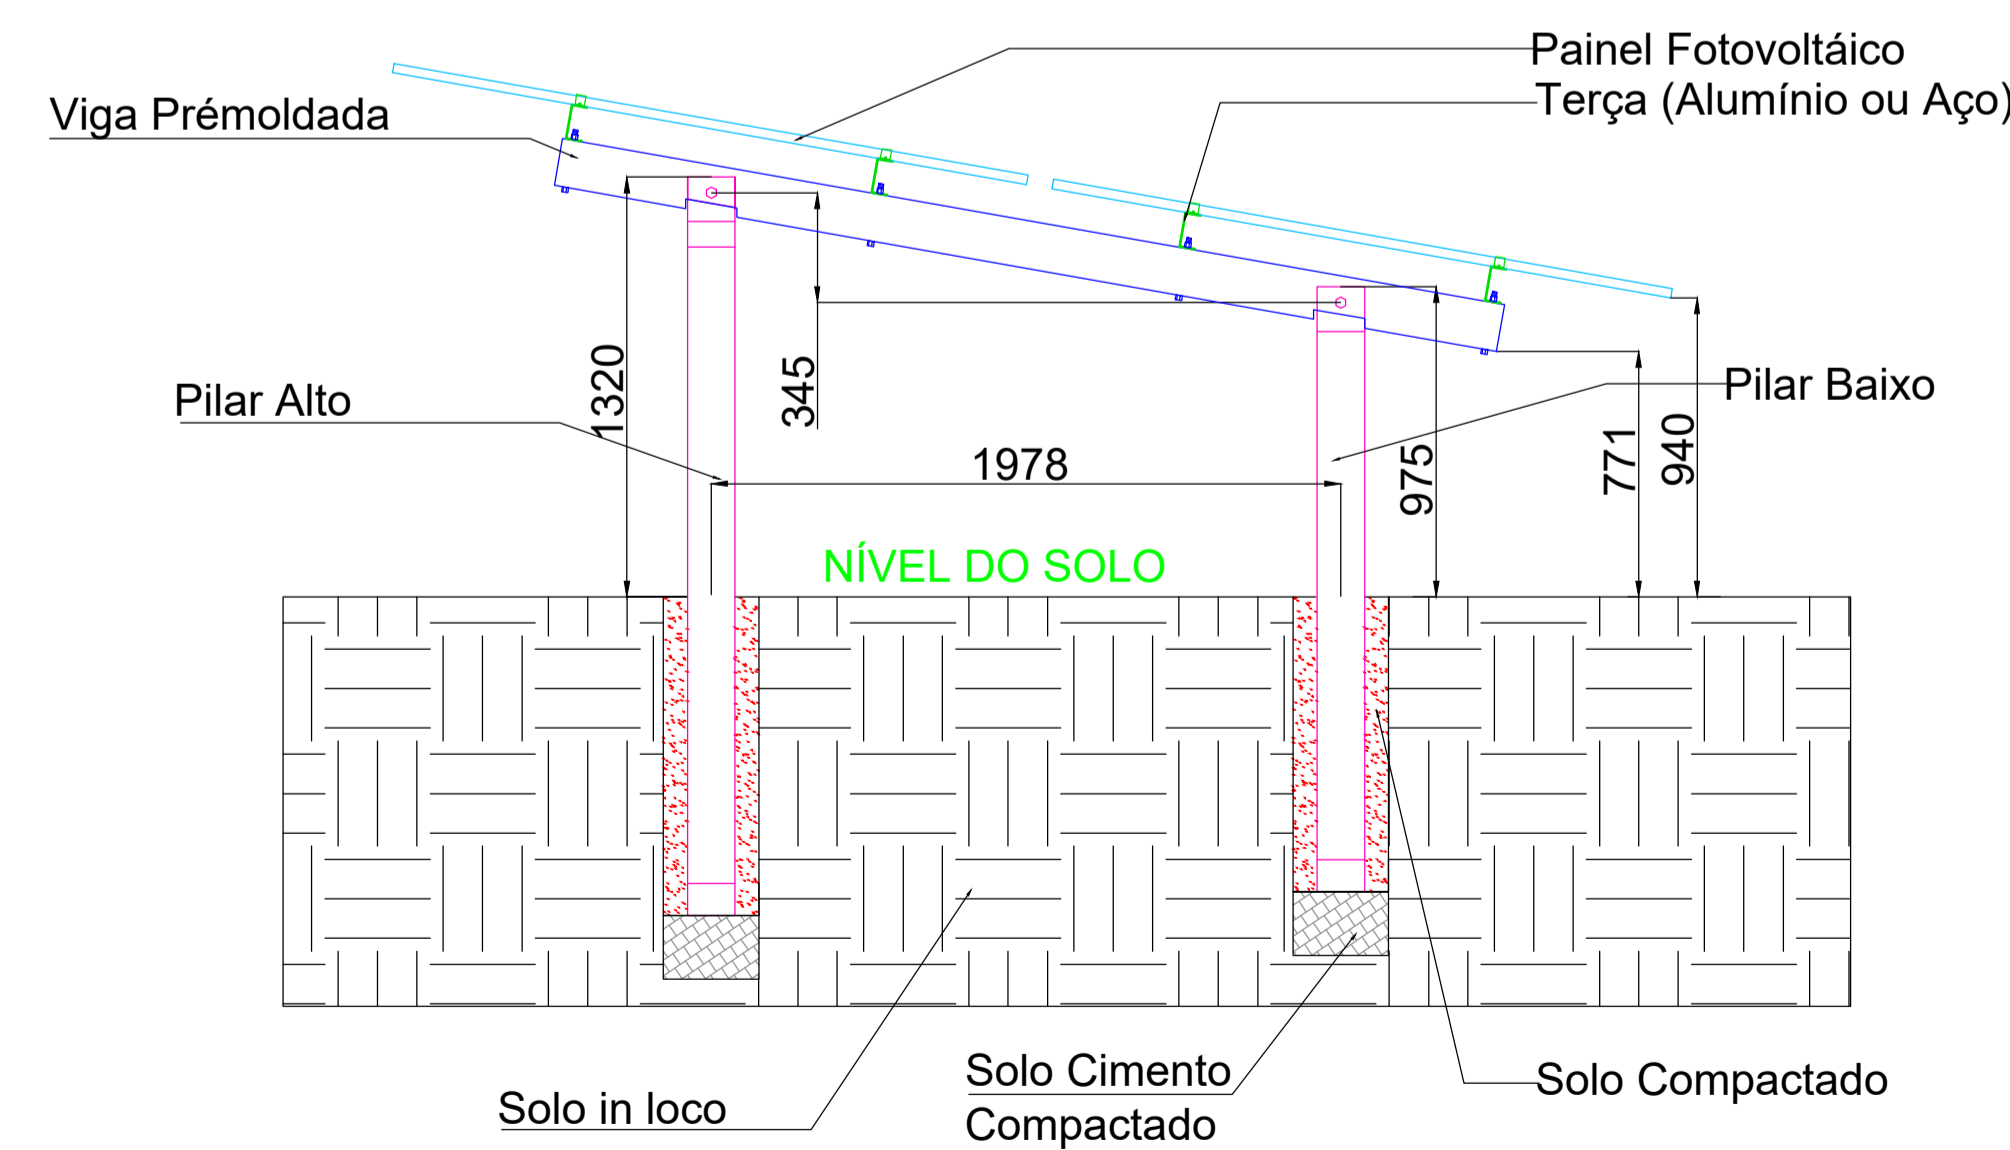 Painel Fotovoltáico
Terça (Alumínio ou Aço)
Viga Prémoldada
1320
345
Pilar Alto
Pilar Baixo
1978
975
771
940
NÍVEL DO SOLO
Solo in loco
Solo Cimento
Compactado
Solo Compactado